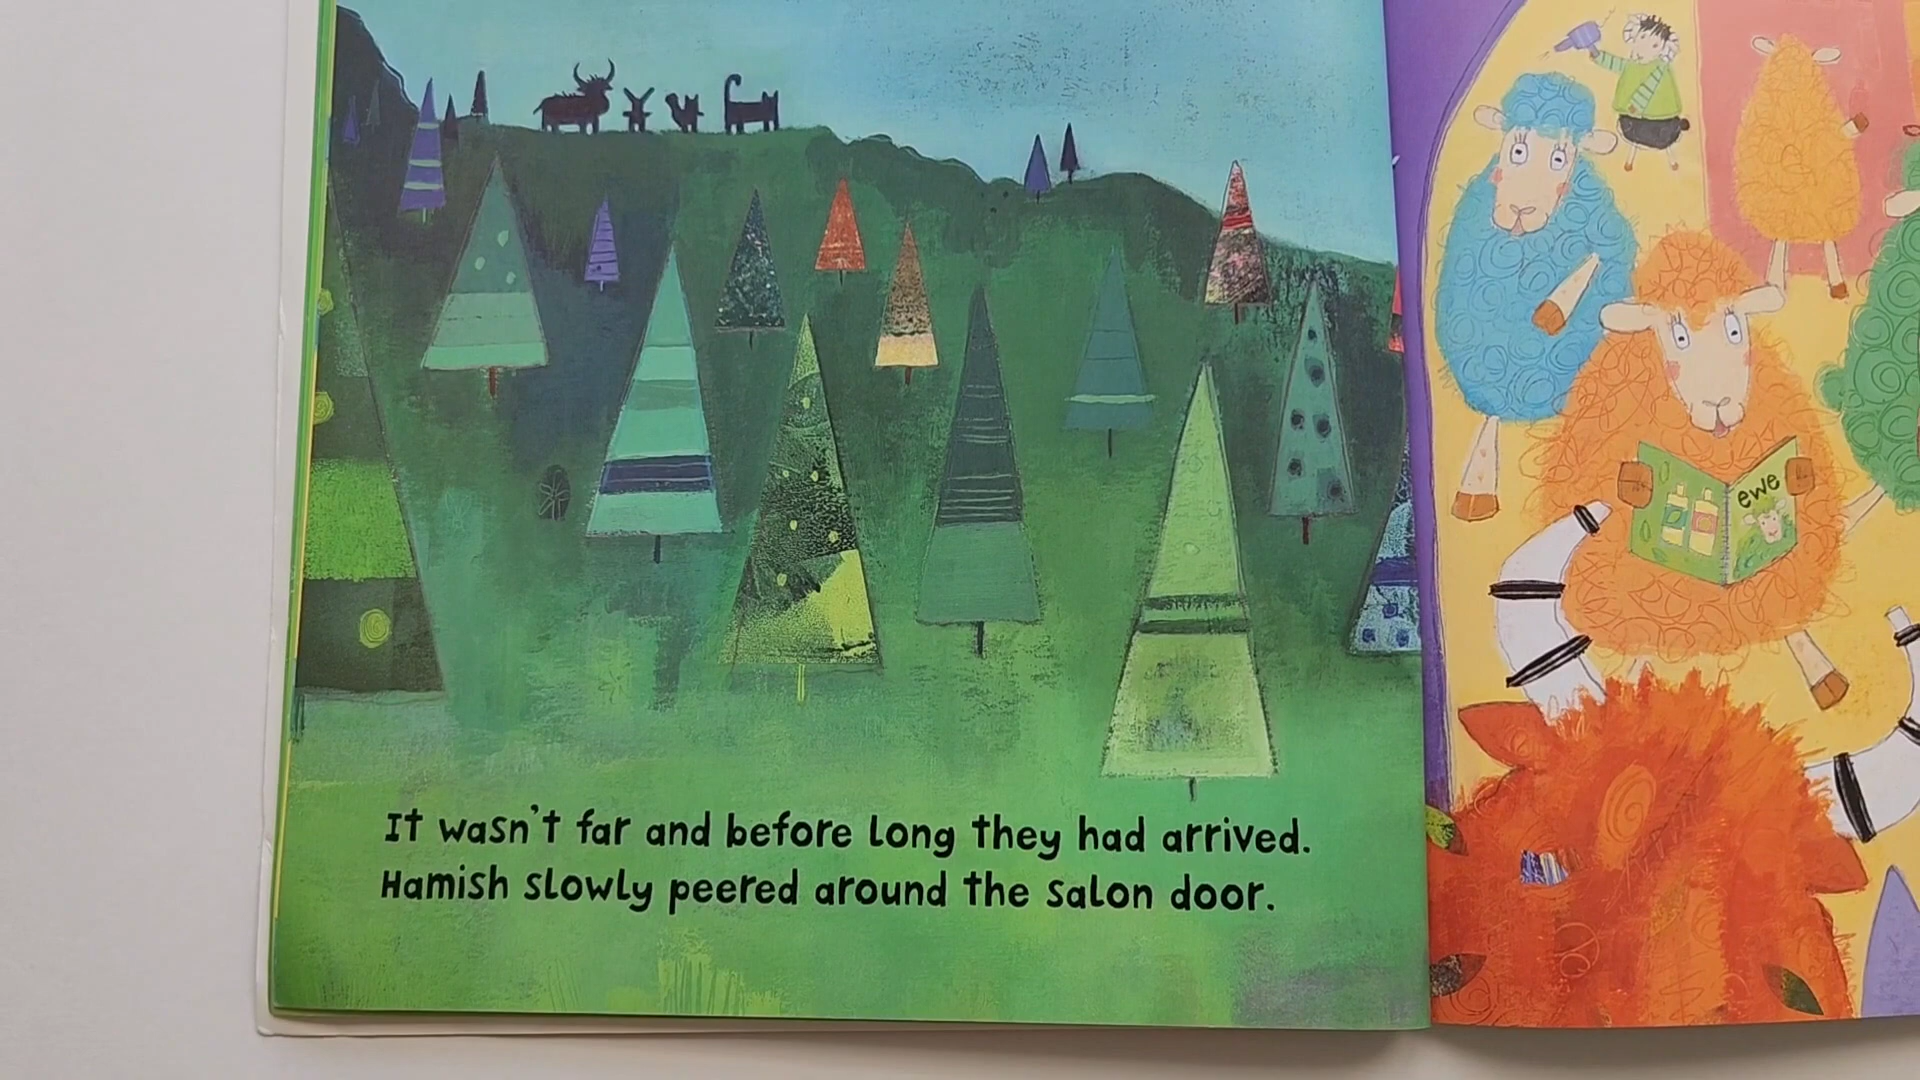 It wasn't far and before long they had arrived.
Hamish slowly peered around the salon door.
ewe